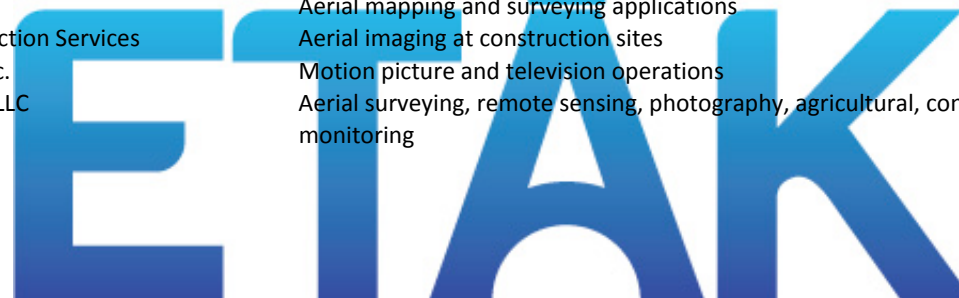 Aerial mapping and surveying applications
ction Services Aerial imaging at construction sites
c. Motion picture and television operations
LLC Aerial surveying, remote sensing, photography, agricultural, con
monitoring
ETAK